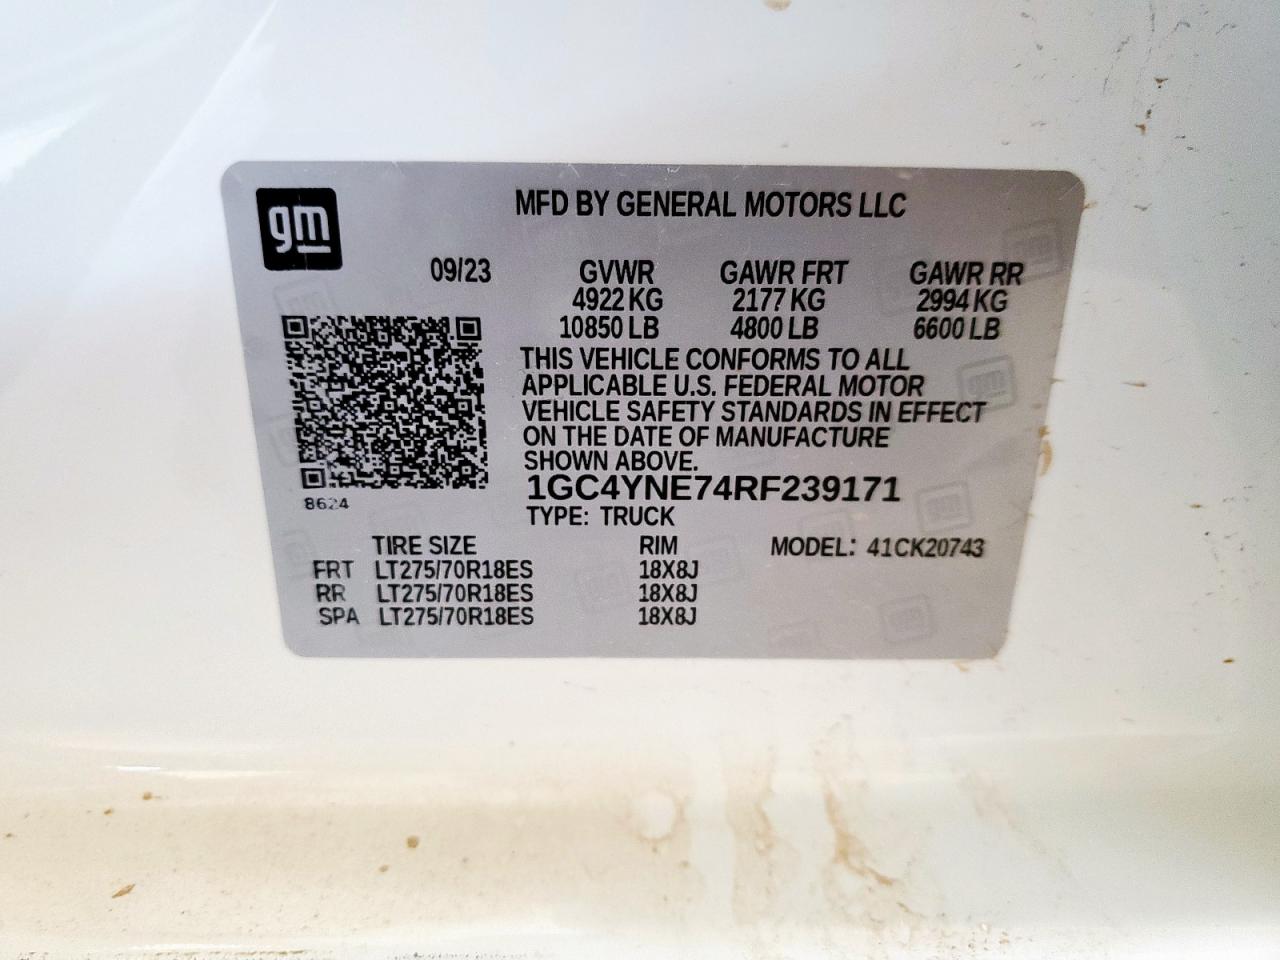 gm
MFD BY GENERAL MOTORS LLC
09/23 GVWR GAWR FRT GAWR RR
4922 KG 2177 KG 2994 KG
10850 LB 4800 LB 6600 LB
THIS VEHICLE CONFORMS TO ALL
APPLICABLE U.S. FEDERAL MOTOR
VEHICLE SAFETY STANDARDS IN EFFECT
ON THE DATE OF MANUFACTURE
SHOWN ABOVE.
1GC4YNE74RF239171
8624
TYPE: TRUCK
TIRE SIZE RIM MODEL: 41CK20743
FRT LT275/70R18ES 18X8J
RR LT275/70R18ES 18X8J
SPA LT275/70R18ES 18X8J